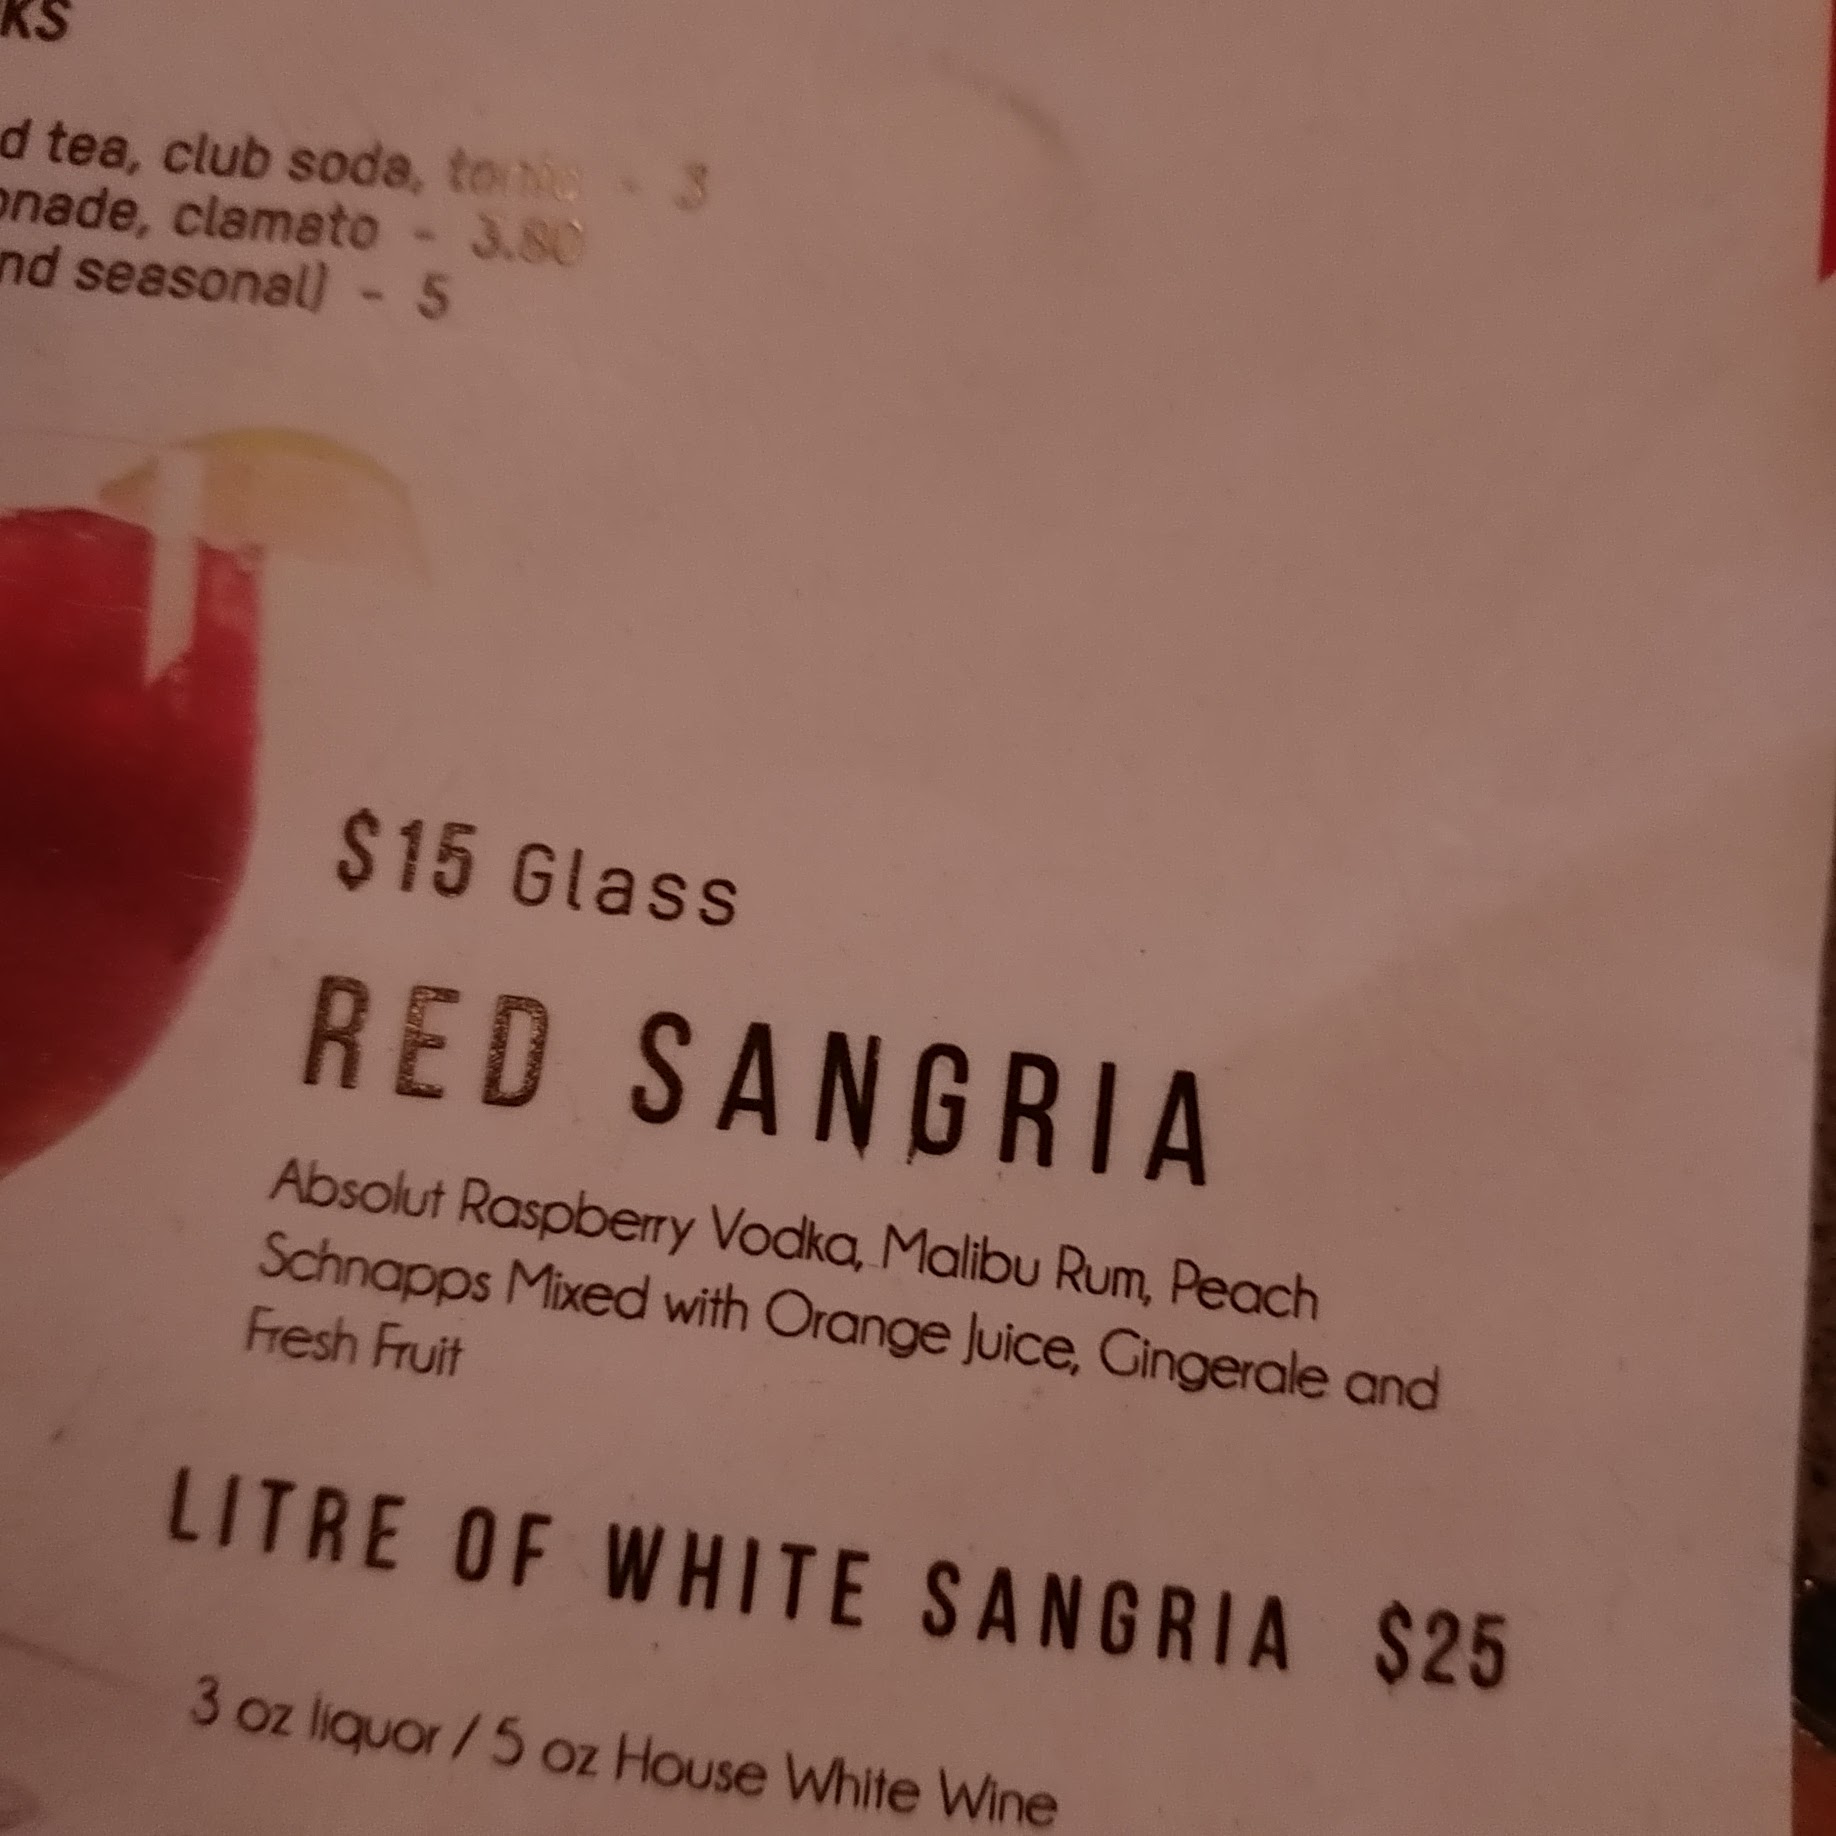 KS
d tea, club soda, tonic - 3
onade, clamato - 3.80
nd seasonal) - 5
$15 Glass
RED SANGRIA
Absolut Raspberry Vodka, Malibu Rum, Peach
Schnapps Mixed with Orange Juice, Gingerale and
Fresh Fruit
LITRE OF WHITE SANGRIA $25
3 oz liquor / 5 oz House White Wine